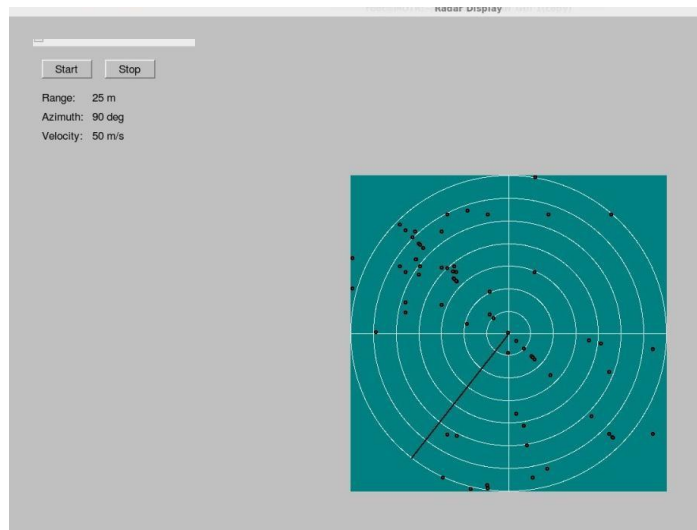 Radar Display
Start Stop
Range: 25 m
Azimuth: 90 deg
Velocity: 50 m/s